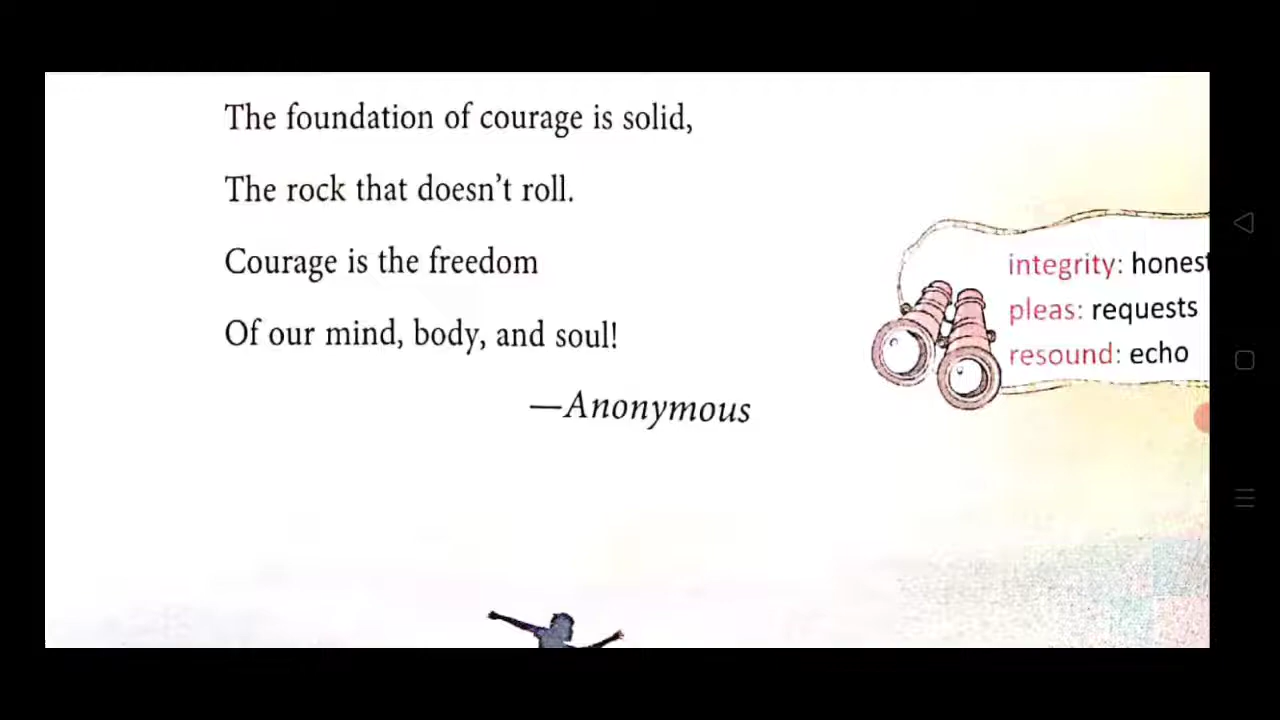 The foundation of courage is solid,
The rock that doesn't roll.
Courage is the freedom
Of our mind, body, and soul!
—Anonymous
integrity:
pleas: requests
resound: echo